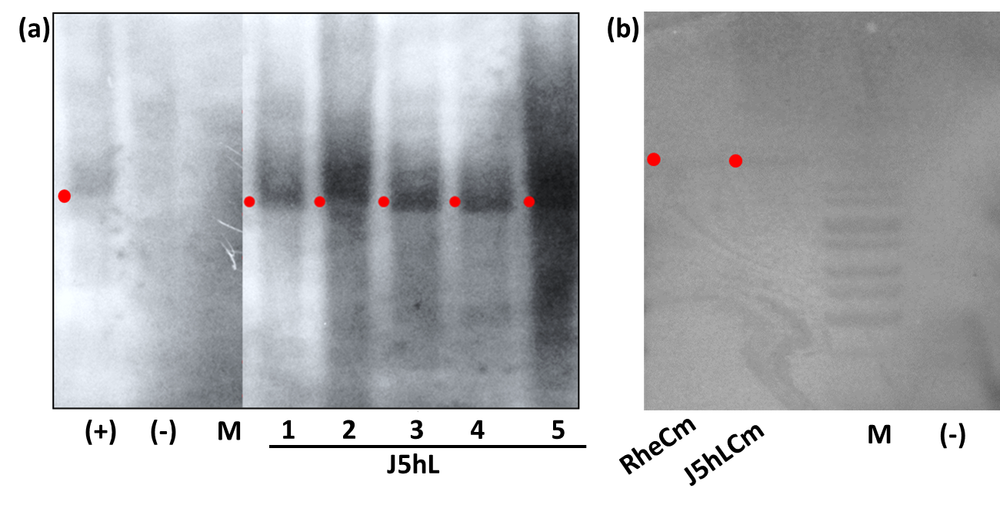 (a)
(b)
(+) (-) M 1 2 3 4 5
J5hL
RheCm J5hLCm M (-)